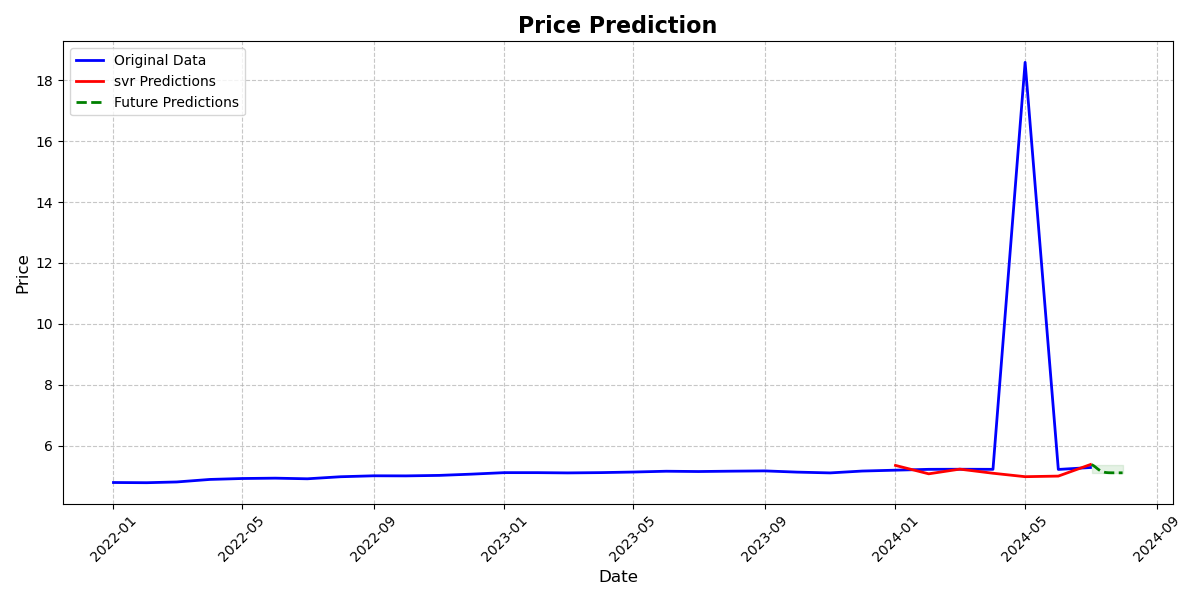 Price Prediction
Original Data
svr Predictions
Future Predictions
Price
18
16
14
12
10
8
6
2022-01
2022-05
2022-09
2023-01
2023-05
2023-09
2024-01
2024-05
2024-09
Date